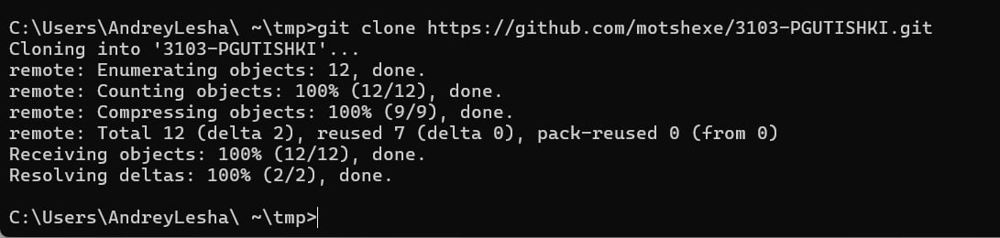 C:\Users\AndreyLesha\ ~\tmp>git clone https://github.com/motshexe/3103-PGUTISHKI.git
Cloning into '3103-PGUTISHKI'...
remote: Enumerating objects: 12, done.
remote: Counting objects: 100% (12/12), done.
remote: Compressing objects: 100% (9/9), done.
remote: Total 12 (delta 2), reused 7 (delta 0), pack-reused 0 (from 0)
Receiving objects: 100% (12/12), done.
Resolving deltas: 100% (2/2), done.
C:\Users\AndreyLesha\ ~\tmp>